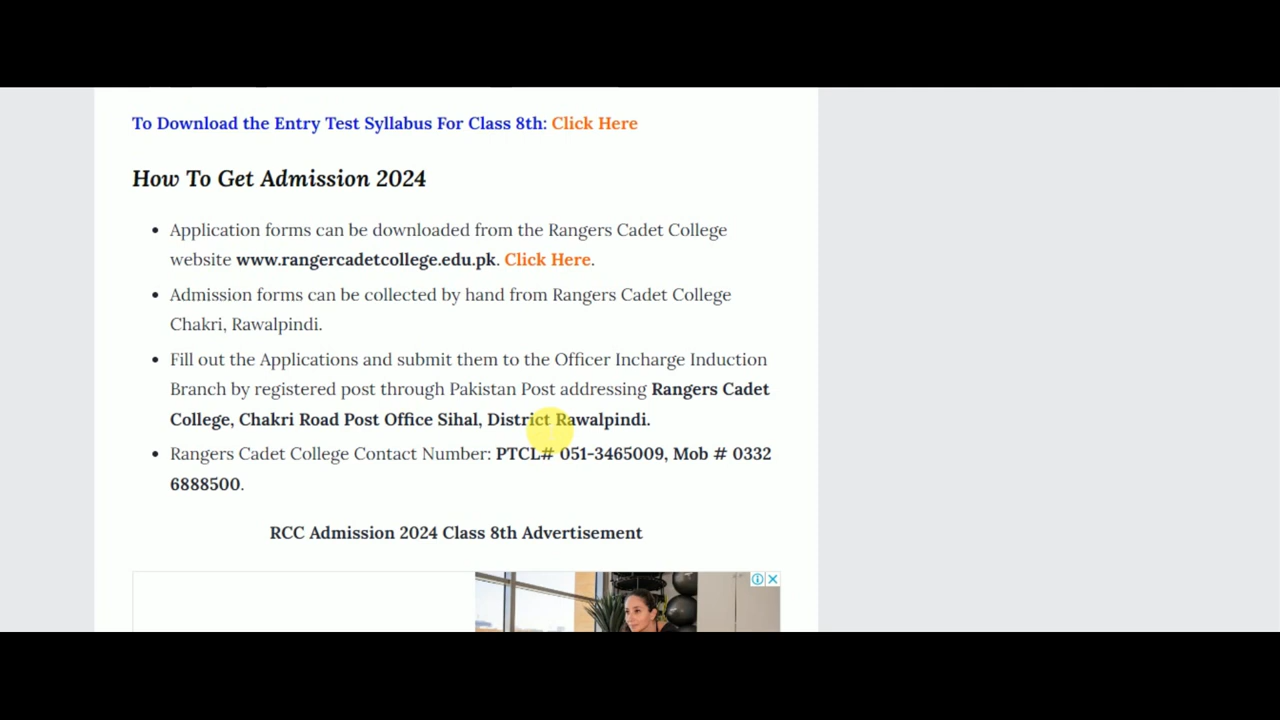 To Download the Entry Test Syllabus For Class 8th: Click Here
How To Get Admission 2024
• Application forms can be downloaded from the Rangers Cadet College
website www.rangercadetcollege.edu.pk. Click Here.
• Admission forms can be collected by hand from Rangers Cadet College
Chakri, Rawalpindi.
• Fill out the Applications and submit them to the Officer Incharge Induction
Branch by registered post through Pakistan Post addressing Rangers Cadet
College, Chakri Road Post Office Sihal, District Rawalpindi.
• Rangers Cadet College Contact Number: PTCL# 051-3465009, Mob # 0332
6888500.
RCC Admission 2024 Class 8th Advertisement